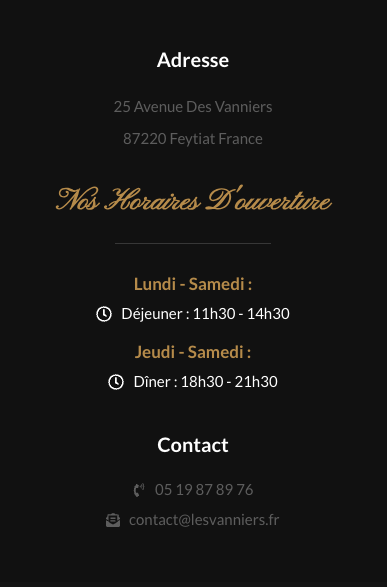 Adresse
25 Avenue Des Vanniers
87220 Feytiat France
Nos Horaires D'ouverture
Lundi - Samedi :
Déjeuner : 11h30 - 14h30
Jeudi - Samedi :
Dîner : 18h30 - 21h30
Contact
05 19 87 89 76
contact@lesvanniers.fr